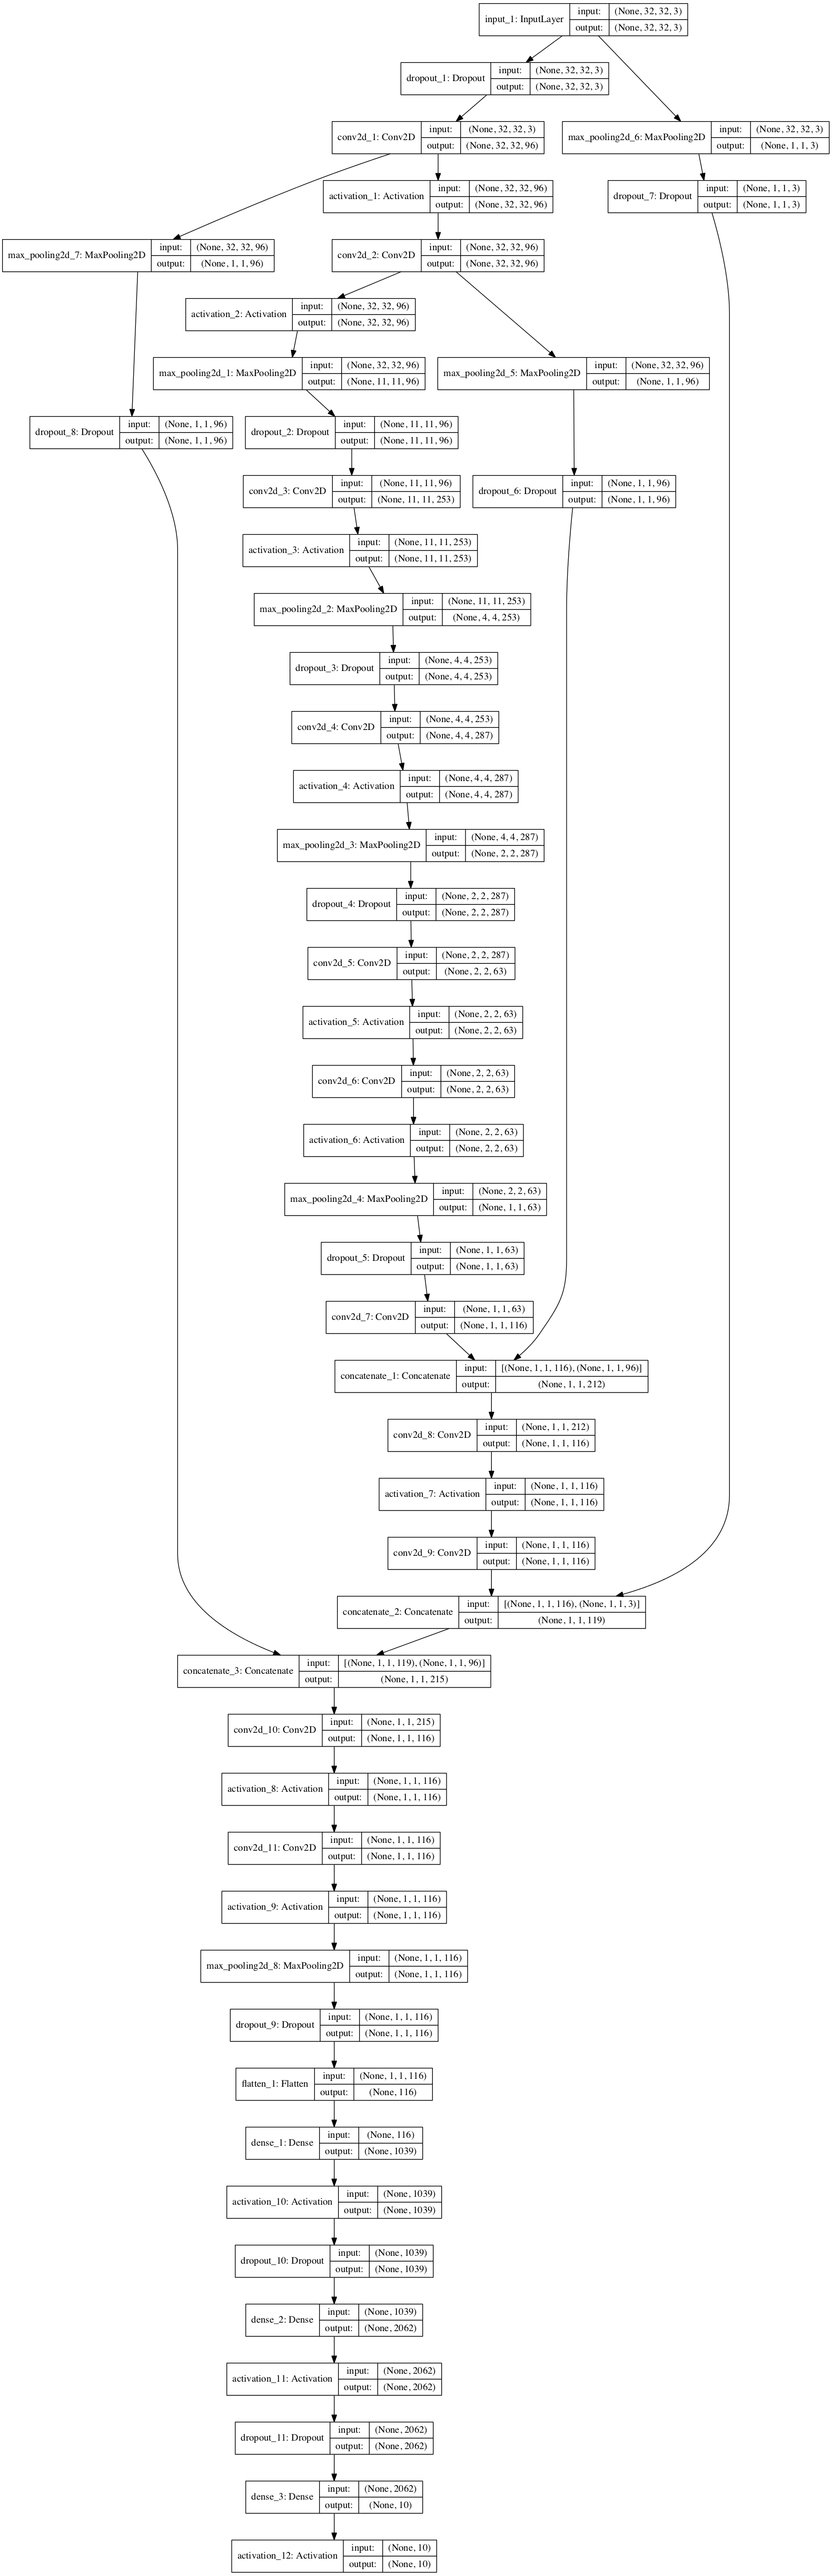 input_1: InputLayer
input: (None, 32, 32, 3)
output: (None, 32, 32, 3)
dropout_1: Dropout
input: (None, 32, 32, 3)
output: (None, 32, 32, 3)
conv2d_1: Conv2D
input: (None, 32, 32, 3)
output: (None, 32, 32, 96)
max_pooling2d_6: MaxPooling2D
input: (None, 32, 32, 3)
output: (None, 1, 1, 3)
activation_1: Activation
input: (None, 32, 32, 96)
output: (None, 32, 32, 96)
dropout_7: Dropout
input: (None, 1, 1, 3)
output: (None, 1, 1, 3)
max_pooling2d_7: MaxPooling2D
input: (None, 32, 32, 96)
output: (None, 1, 1, 96)
conv2d_2: Conv2D
input: (None, 32, 32, 96)
output: (None, 32, 32, 96)
activation_2: Activation
input: (None, 32, 32, 96)
output: (None, 32, 32, 96)
max_pooling2d_1: MaxPooling2D
input: (None, 32, 32, 96)
output: (None, 11, 11, 96)
max_pooling2d_5: MaxPooling2D
input: (None, 32, 32, 96)
output: (None, 1, 1, 96)
dropout_8: Dropout
input: (None, 1, 1, 96)
output: (None, 1, 1, 96)
dropout_2: Dropout
input: (None, 11, 11, 96)
output: (None, 11, 11, 96)
conv2d_3: Conv2D
input: (None, 11, 11, 96)
output: (None, 11, 11, 253)
dropout_6: Dropout
input: (None, 1, 1, 96)
output: (None, 1, 1, 96)
activation_3: Activation
input: (None, 11, 11, 253)
output: (None, 11, 11, 253)
max_pooling2d_2: MaxPooling2D
input: (None, 11, 11, 253)
output: (None, 4, 4, 253)
dropout_3: Dropout
input: (None, 4, 4, 253)
output: (None, 4, 4, 253)
conv2d_4: Conv2D
input: (None, 4, 4, 253)
output: (None, 4, 4, 287)
activation_4: Activation
input: (None, 4, 4, 287)
output: (None, 4, 4, 287)
max_pooling2d_3: MaxPooling2D
input: (None, 4, 4, 287)
output: (None, 2, 2, 287)
dropout_4: Dropout
input: (None, 2, 2, 287)
output: (None, 2, 2, 287)
conv2d_5: Conv2D
input: (None, 2, 2, 287)
output: (None, 2, 2, 63)
activation_5: Activation
input: (None, 2, 2, 63)
output: (None, 2, 2, 63)
conv2d_6: Conv2D
input: (None, 2, 2, 63)
output: (None, 2, 2, 63)
activation_6: Activation
input: (None, 2, 2, 63)
output: (None, 2, 2, 63)
max_pooling2d_4: MaxPooling2D
input: (None, 2, 2, 63)
output: (None, 1, 1, 63)
dropout_5: Dropout
input: (None, 1, 1, 63)
output: (None, 1, 1, 63)
conv2d_7: Conv2D
input: (None, 1, 1, 63)
output: (None, 1, 1, 116)
concatenate_1: Concatenate
input: [(None, 1, 1, 116), (None, 1, 1, 96)]
output: (None, 1, 1, 212)
conv2d_8: Conv2D
input: (None, 1, 1, 212)
output: (None, 1, 1, 116)
activation_7: Activation
input: (None, 1, 1, 116)
output: (None, 1, 1, 116)
conv2d_9: Conv2D
input: (None, 1, 1, 116)
output: (None, 1, 1, 116)
concatenate_2: Concatenate
input: [(None, 1, 1, 116), (None, 1, 1, 3)]
output: (None, 1, 1, 119)
concatenate_3: Concatenate
input: [(None, 1, 1, 119), (None, 1, 1, 96)]
output: (None, 1, 1, 215)
conv2d_10: Conv2D
input: (None, 1, 1, 215)
output: (None, 1, 1, 116)
activation_8: Activation
input: (None, 1, 1, 116)
output: (None, 1, 1, 116)
conv2d_11: Conv2D
input: (None, 1, 1, 116)
output: (None, 1, 1, 116)
activation_9: Activation
input: (None, 1, 1, 116)
output: (None, 1, 1, 116)
max_pooling2d_8: MaxPooling2D
input: (None, 1, 1, 116)
output: (None, 1, 1, 116)
dropout_9: Dropout
input: (None, 1, 1, 116)
output: (None, 1, 1, 116)
flatten_1: Flatten
input: (None, 1, 1, 116)
output: (None, 116)
dense_1: Dense
input: (None, 116)
output: (None, 1039)
activation_10: Activation
input: (None, 1039)
output: (None, 1039)
dropout_10: Dropout
input: (None, 1039)
output: (None, 1039)
dense_2: Dense
input: (None, 1039)
output: (None, 2062)
activation_11: Activation
input: (None, 2062)
output: (None, 2062)
dropout_11: Dropout
input: (None, 2062)
output: (None, 2062)
dense_3: Dense
input: (None, 2062)
output: (None, 10)
activation_12: Activation
input: (None, 10)
output: (None, 10)